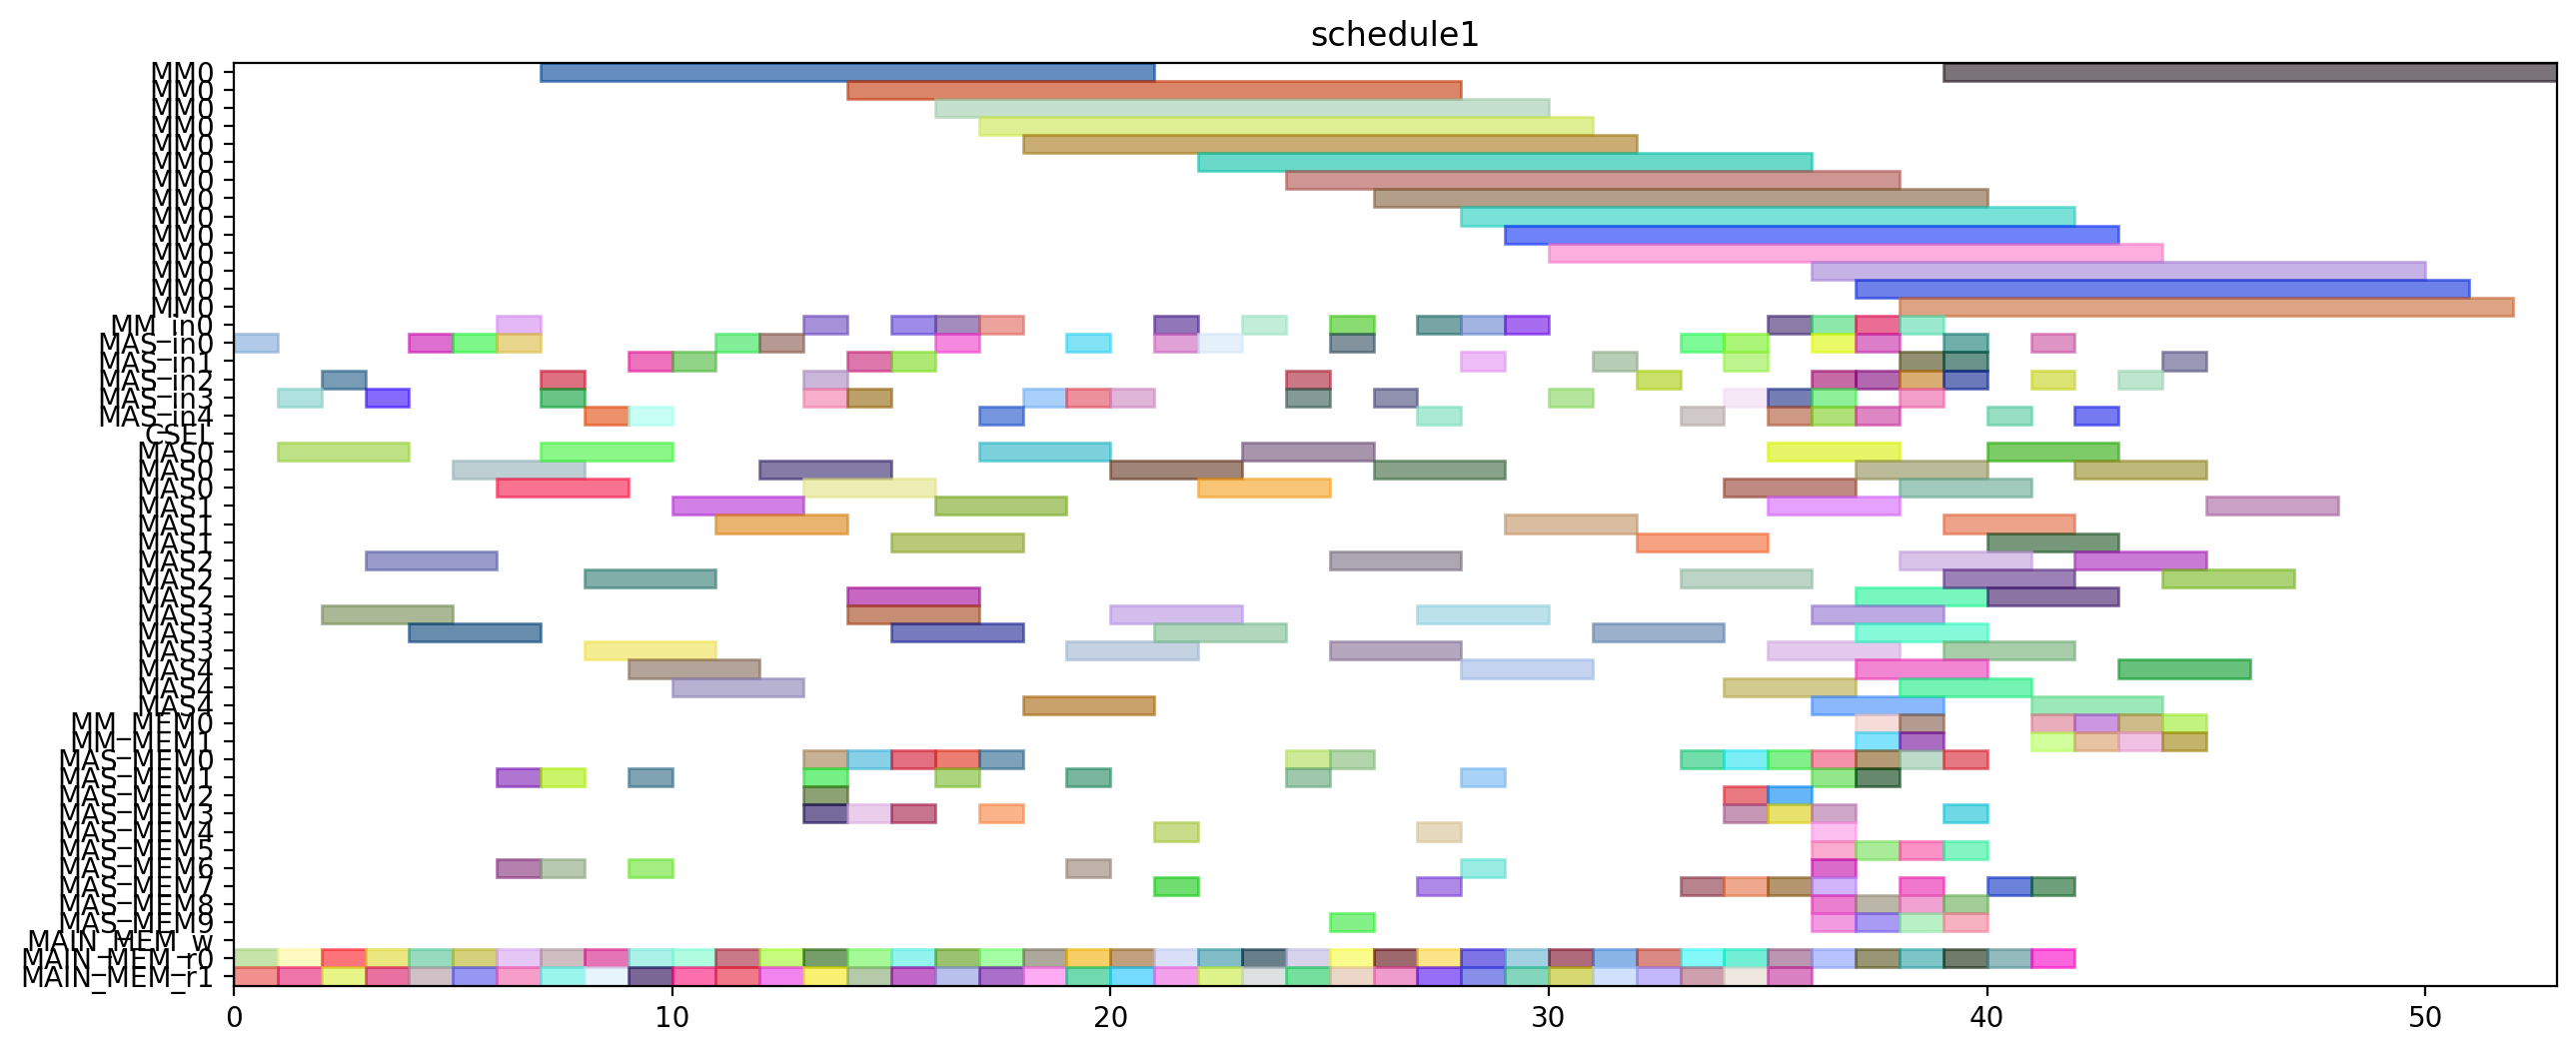 schedule1
MM0
MM0
MM0
MM0
MM0
MM0
MM0
MM0
MM0
MM0
MM0
MM0
MM0
MM0
MM_in0
MAS_in0
MAS_in1
MAS_in2
MAS_in3
MAS_in4
CSEL
MAS0
MAS0
MAS0
MAS1
MAS1
MAS1
MAS2
MAS2
MAS2
MAS3
MAS3
MAS3
MAS4
MAS4
MAS4
MM_MEM0
MM_MEM1
MAS_MEM0
MAS_MEM1
MAS_MEM2
MAS_MEM3
MAS_MEM4
MAS_MEM5
MAS_MEM6
MAS_MEM7
MAS_MEM8
MAS_MEM9
MAIN_MEM_w
MAIN_MEM_r0
MAIN_MEM_r1
0 10 20 30 40 50